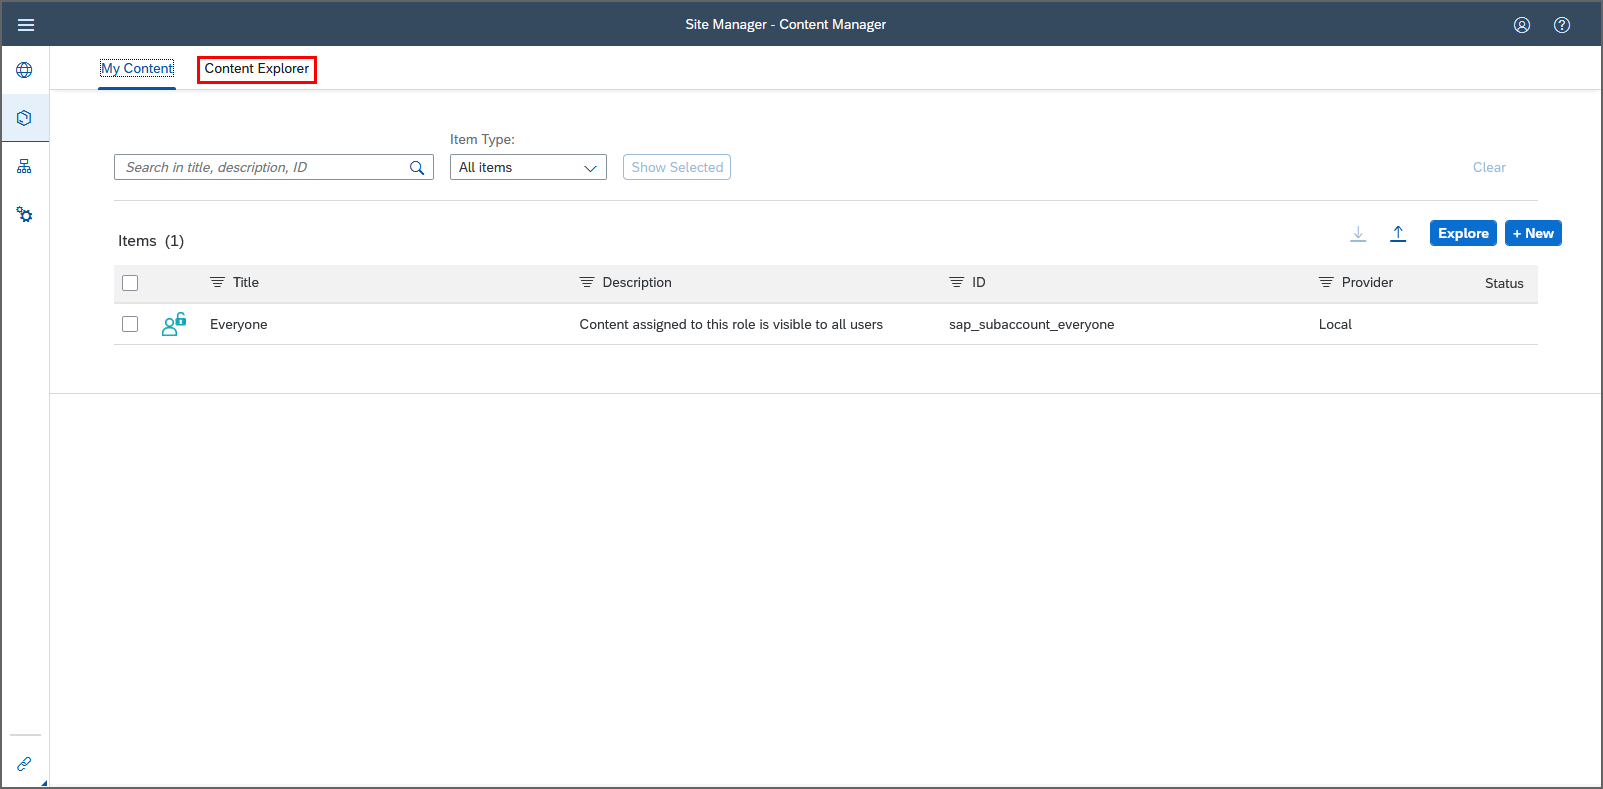 Site Manager - Content Manager
My Content Content Explorer
Item Type:
Search in title, description, ID All items Show Selected Clear
Items (1) Explore + New
Title Description ID Provider Status
Everyone Content assigned to this role is visible to all users sap_subaccount_everyone Local